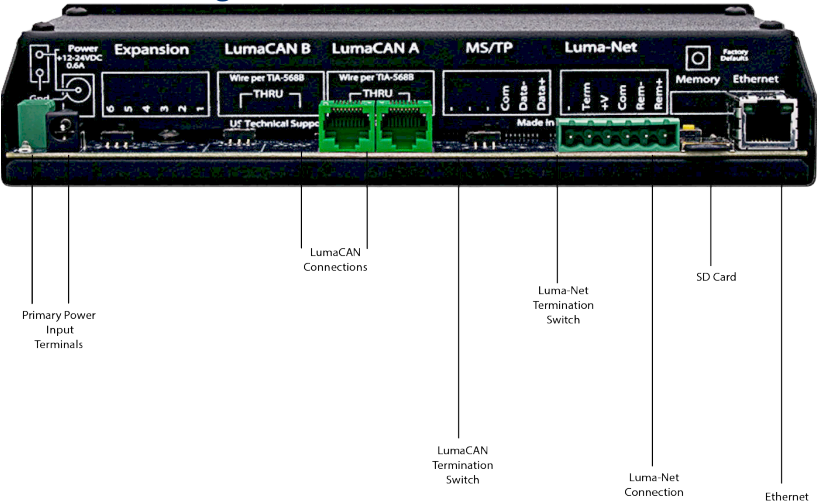 Power
+12-24VDC
0.6A
Gnd
Expansion
6 5 4 3 2 1
LumaCAN B
Wire per TIA-568B
THRU
US Technical Suppo
LumaCAN A
Wire per TIA-568B
THRU
MS/TP
- - - Com Data- Data+
Made In
Luma-Net
- Term +V Com Rem- Rem+
Factory
Defaults
Memory
Ethernet
LumaCAN
Connections
SD Card
Luma-Net
Termination
Switch
Primary Power
Input
Terminals
LumaCAN
Termination
Switch
Luma-Net
Connection
Ethernet